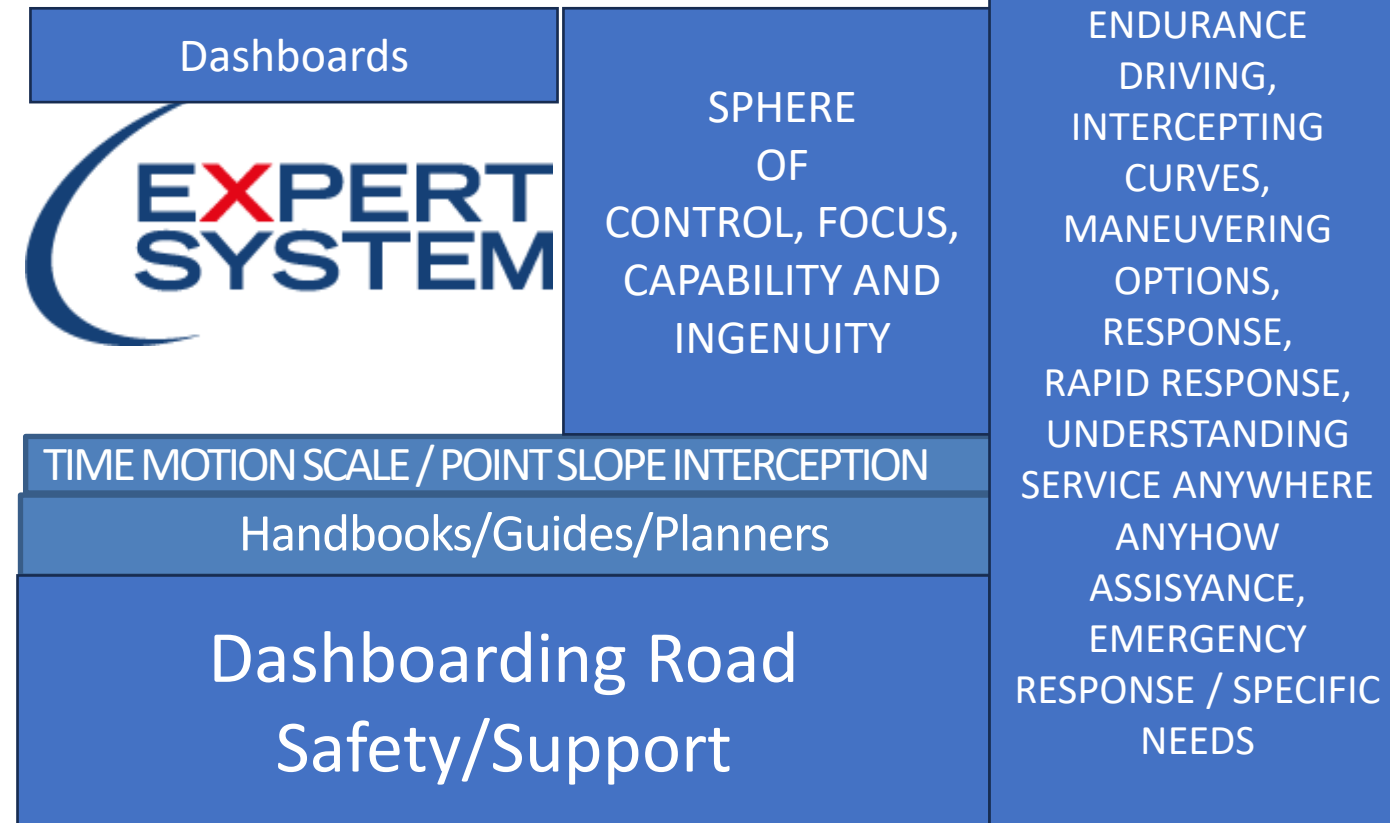 Dashboards
EXPERT
SYSTEM
SPHERE
OF
CONTROL, FOCUS,
CAPABILITY AND
INGENUITY
TIME MOTION SCALE / POINT SLOPE INTERCEPTION
Handbooks/Guides/Planners
Dashboarding Road
Safety/Support
ENDURANCE
DRIVING,
INTERCEPTING
CURVES,
MANEUVERING
OPTIONS,
RESPONSE,
RAPID RESPONSE,
UNDERSTANDING
SERVICE ANYWHERE
ANYHOW
ASSISYANCE,
EMERGENCY
RESPONSE / SPECIFIC
NEEDS